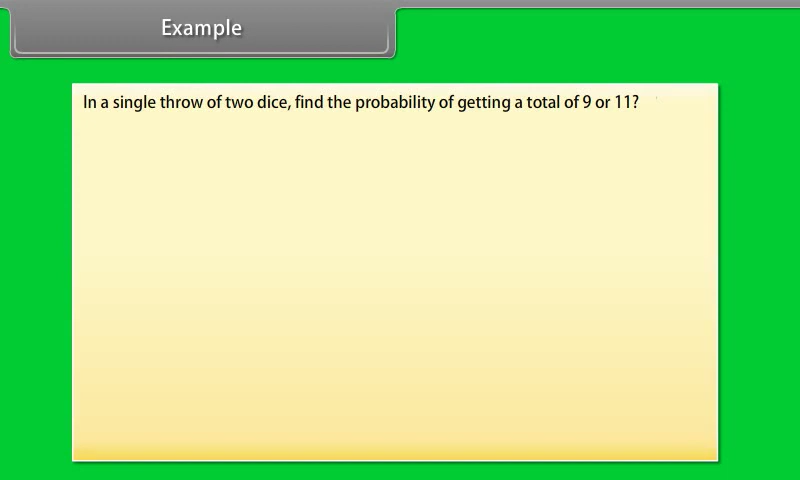 Example
In a single throw of two dice, find the probability of getting a total of 9 or 11?